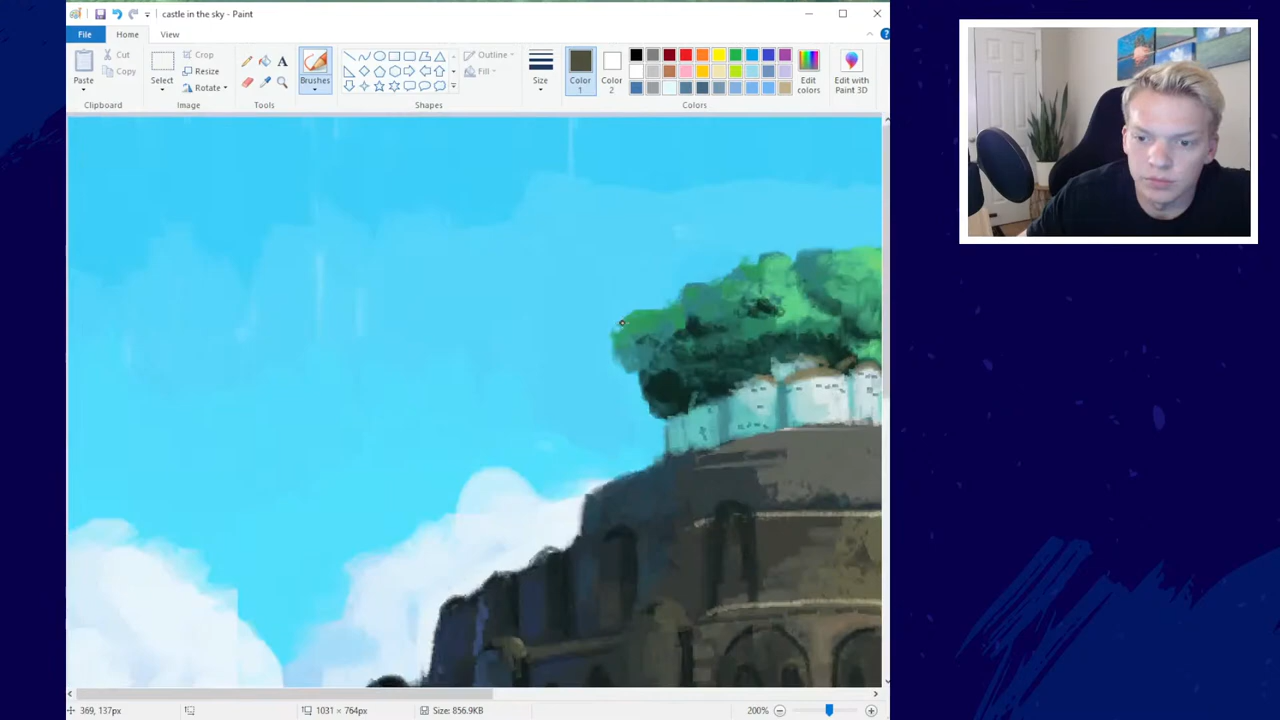 castle in the sky - Paint
File
Home
View
Paste
Cut
Copy
Clipboard
Select
Crop
Resize
Rotate
Image
A
Tools
Brushes
Shapes
Outline
Fill
Size
Color 1
Color 2
Edit colors
Colors
Edit with Paint 3D
369, 137px
1031 × 764px
Size: 856.9KB
200%